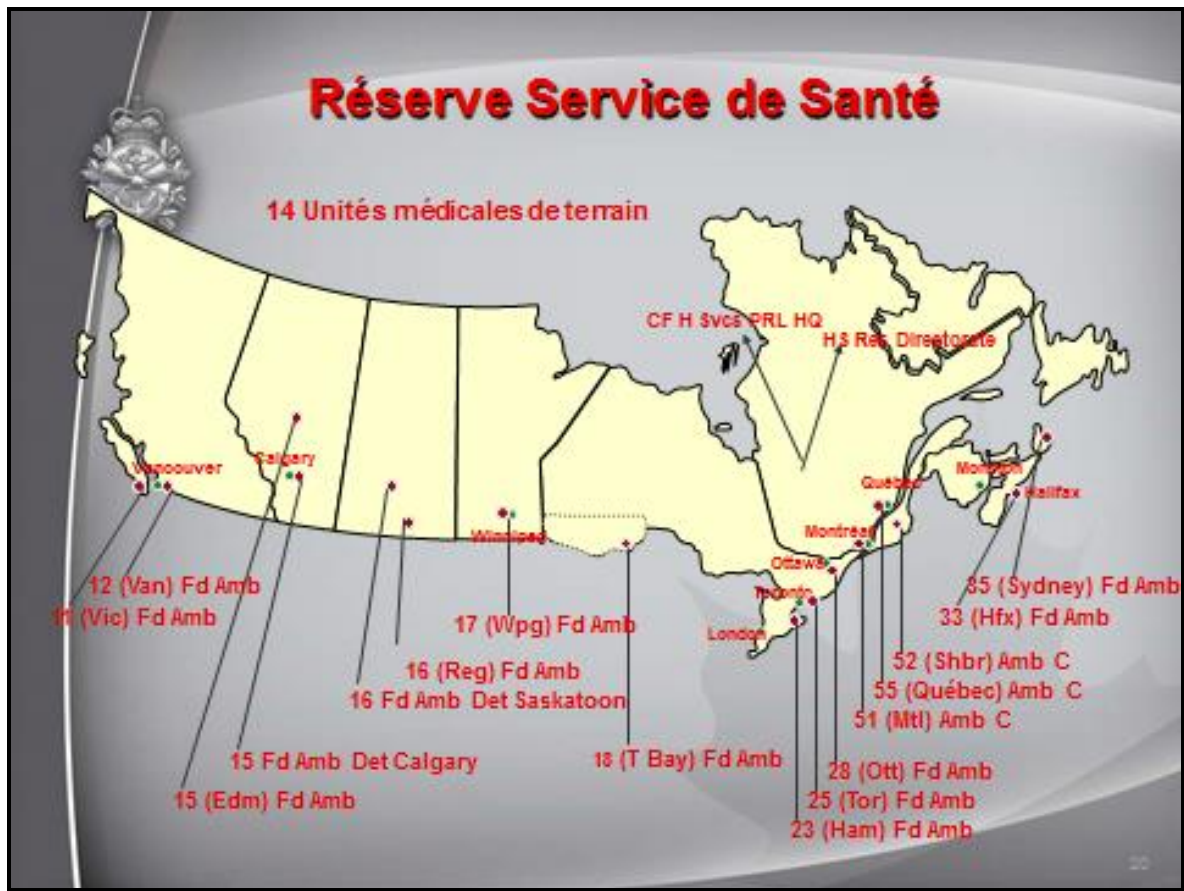 Réserve Service de Santé
14 Unités médicales de terrain
CF H Svcs PRL HQ
HS Res Directorate
Vancouver
Calgary
Winnipeg
Québec
Moncton
Halifax
Montréal
Ottawa
Toronto
London
12 (Van) Fd Amb
11 (Vic) Fd Amb
17 (Wpg) Fd Amb
16 (Reg) Fd Amb
16 Fd Amb Det Saskatoon
15 Fd Amb Det Calgary
15 (Edm) Fd Amb
18 (T Bay) Fd Amb
35 (Sydney) Fd Amb
33 (Hfx) Fd Amb
52 (Shbr) Amb C
55 (Québec) Amb C
51 (Mtl) Amb C
28 (Ott) Fd Amb
25 (Tor) Fd Amb
23 (Ham) Fd Amb
20